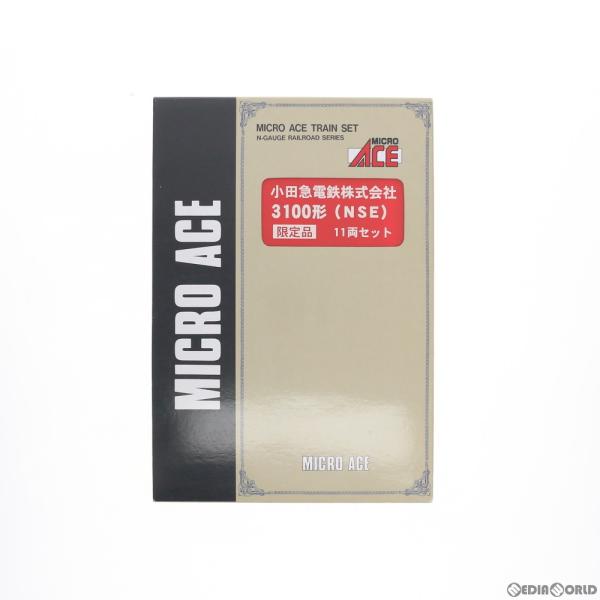 MICRO ACE TRAIN SET
N-GAUGE RAILROAD SERIES
MICRO
ACE
小田急電鉄株式会社
3100形(NSE)
限定品 11両セット
MICRO ACE
MICRO ACE
©MEDIAWORLD